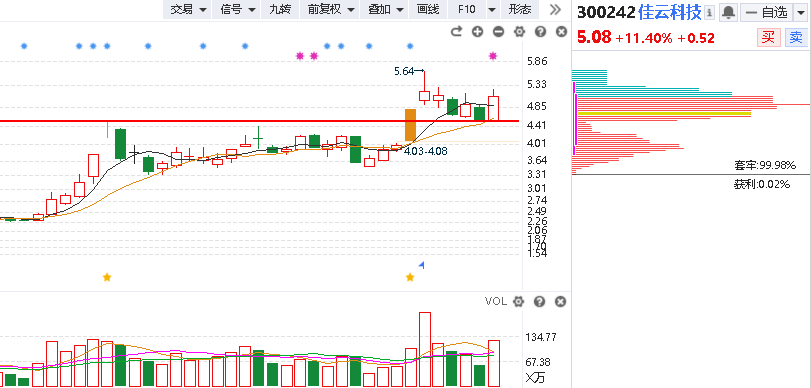 交易 信号 九转 前复权 叠加 画线 F10 形态
300242 佳云科技 自选
5.08 +11.40% +0.52 买 卖
5.86
5.64
5.33
4.85
4.41
4.03-4.08
4.01
3.64
3.31
3.01
2.74
2.49
2.26
2.06
1.87
1.70
1.54
套牢:99.98%
获利:0.02%
VOL
134.77
67.38
X万